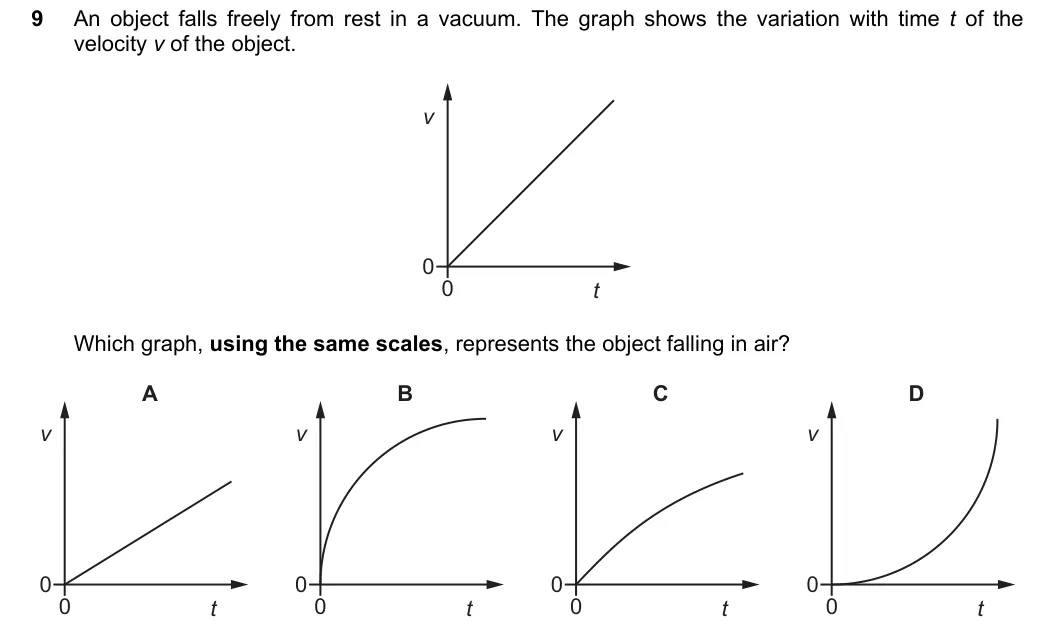 9 An object falls freely from rest in a vacuum. The graph shows the variation with time t of the
velocity v of the object.
v
0
0
t
Which graph, using the same scales, represents the object falling in air?
A
B
C
D
v
v
v
v
0
0
0
0
0
t
0
t
0
t
0
t